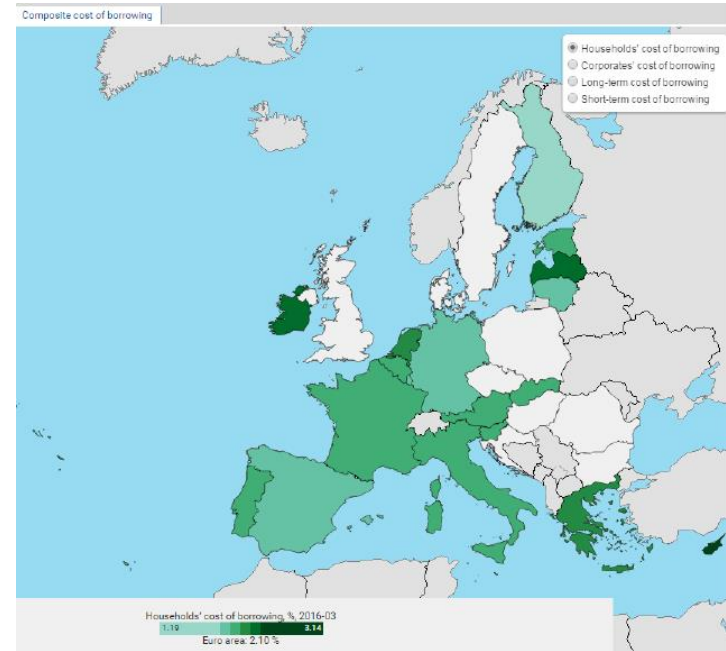 Composite cost of borrowing
Households' cost of borrowing
Corporates' cost of borrowing
Long-term cost of borrowing
Short-term cost of borrowing
Households' cost of borrowing, %, 2016-03
1.19 3.14
Euro area: 2.10 %